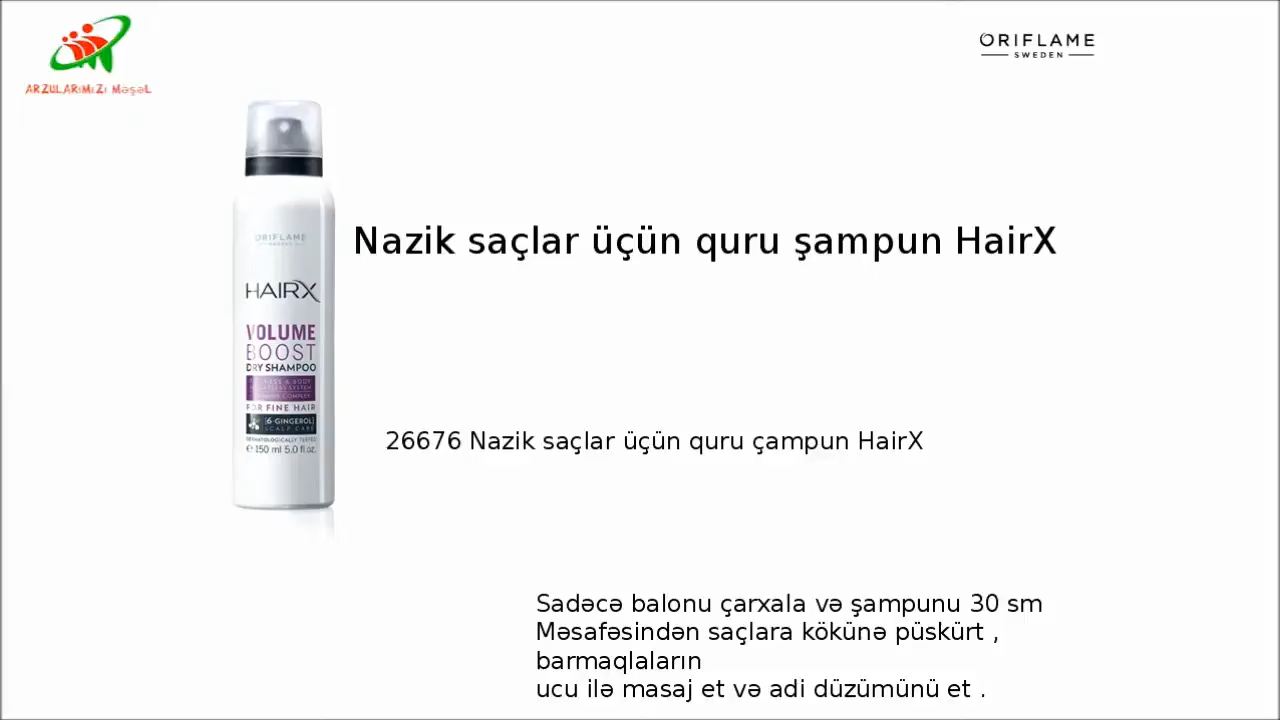 ARZULARıMıZı MəşəL
ORIFLAME
SWEDEN
Nazik saçlar üçün quru şampun HairX
ORIFLAME
HAIRX
VOLUME
BOOST
DRY SHAMPOO
FOR FINE HAIR
[6-GINGEROL]
SCALP CARE
DERMATOLOGICALLY TESTED
℮ 150 ml 5.0 fl.oz.
26676 Nazik saçlar üçün quru çampun HairX
Sadəcə balonu çarxala və şampunu 30 sm
Məsafəsindən saçlara kökünə püskürt ,
barmaqlaların
ucu ilə masaj et və adi düzümünü et .